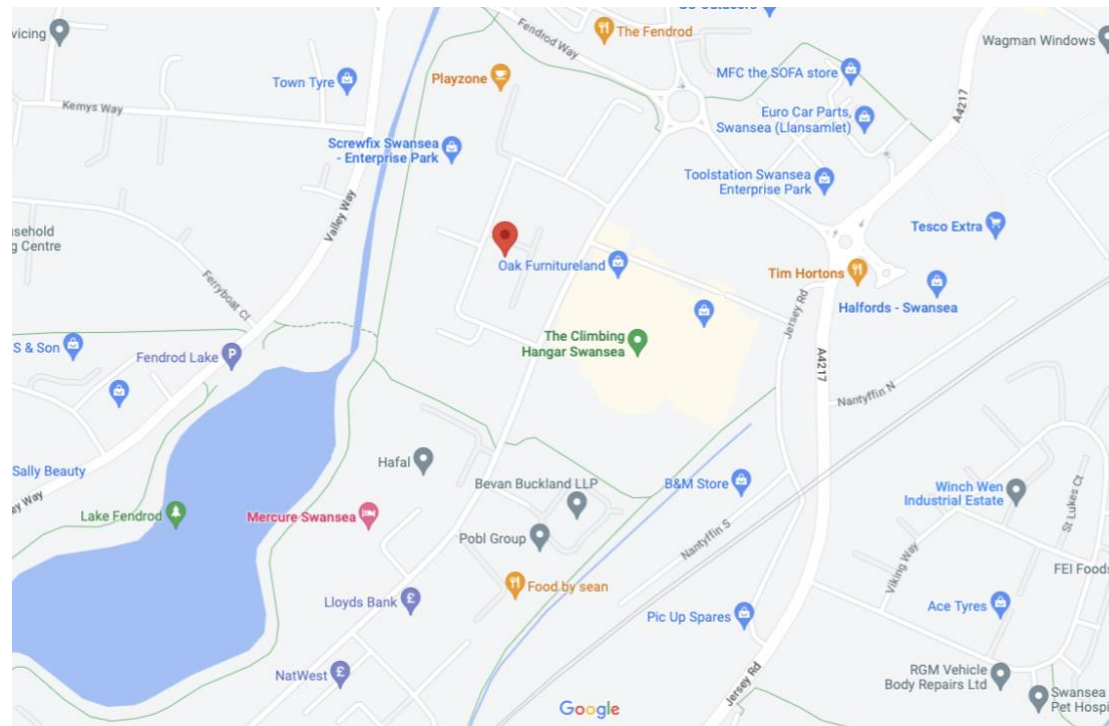 GO Outdoors
The Fendrod
Fendrod Way
Wagman Windows
vicing
MFC the SOFA store
Town Tyre
Playzone
A4217
Kemys Way
Euro Car Parts,
Swansea (Llansamlet)
Screwfix Swansea
- Enterprise Park
Toolstation Swansea
Enterprise Park
Valley Way
Tesco Extra
usehold
g Centre
Oak Furnitureland
Tim Hortons
Ferryboat Ct
Jersey Rd
Halfords - Swansea
The Climbing
Hangar Swansea
S & Son
Fendrod Lake
A4217
Nantyffin N
Hafal
Sally Beauty
Bevan Buckland LLP
B&M Store
Winch Wen
Industrial Estate
St Lukes Ct
ey Way
Lake Fendrod
Mercure Swansea
Pobl Group
Nantyffin S
Viking Way
FEI Foods
Food by sean
Lloyds Bank
Ace Tyres
Pic Up Spares
NatWest
RGM Vehicle
Body Repairs Ltd
Jersey Rd
Swansea
Pet Hospi
Google